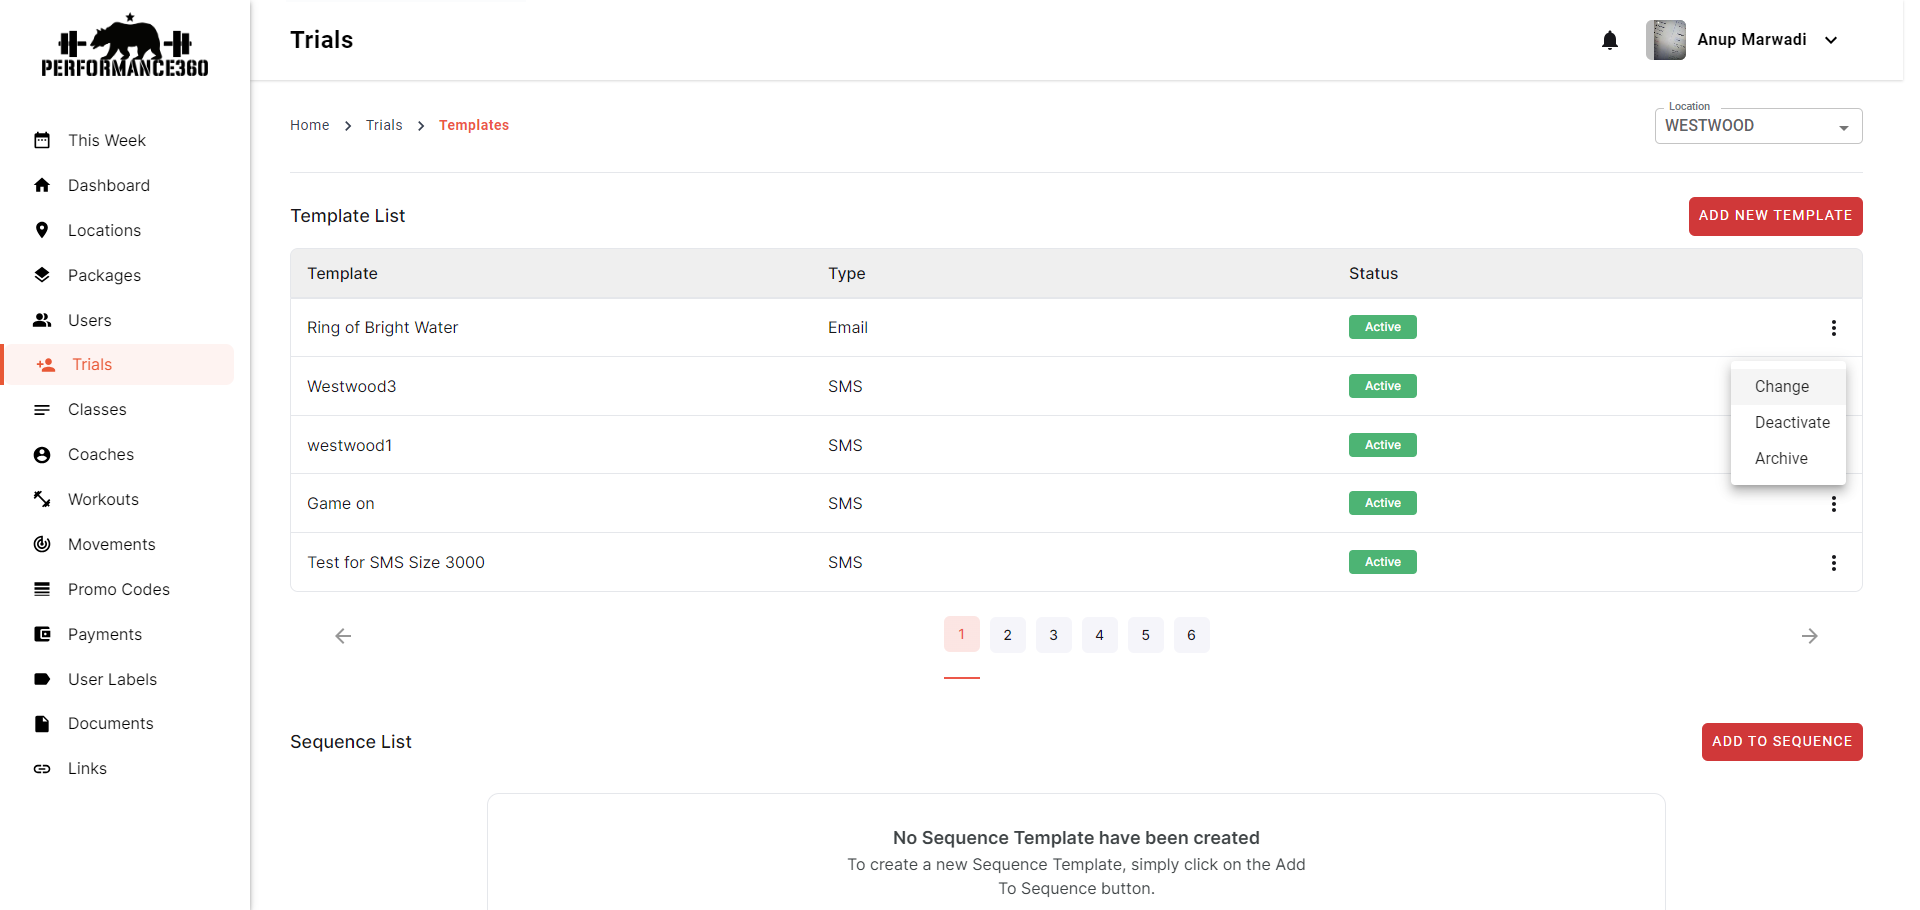 PERFORMANCE360
Trials
Anup Marwadi
This Week
Dashboard
Locations
Packages
Users
Trials
Classes
Coaches
Workouts
Movements
Promo Codes
Payments
User Labels
Documents
Links
Home
Trials
Templates
Location
WESTWOOD
Template List
ADD NEW TEMPLATE
Template Type Status
Ring of Bright Water Email Active
Westwood3 SMS Active
westwood1 SMS Active
Game on SMS Active
Test for SMS Size 3000 SMS Active
Change
Deactivate
Archive
1 2 3 4 5 6
Sequence List
ADD TO SEQUENCE
No Sequence Template have been created
To create a new Sequence Template, simply click on the Add
To Sequence button.